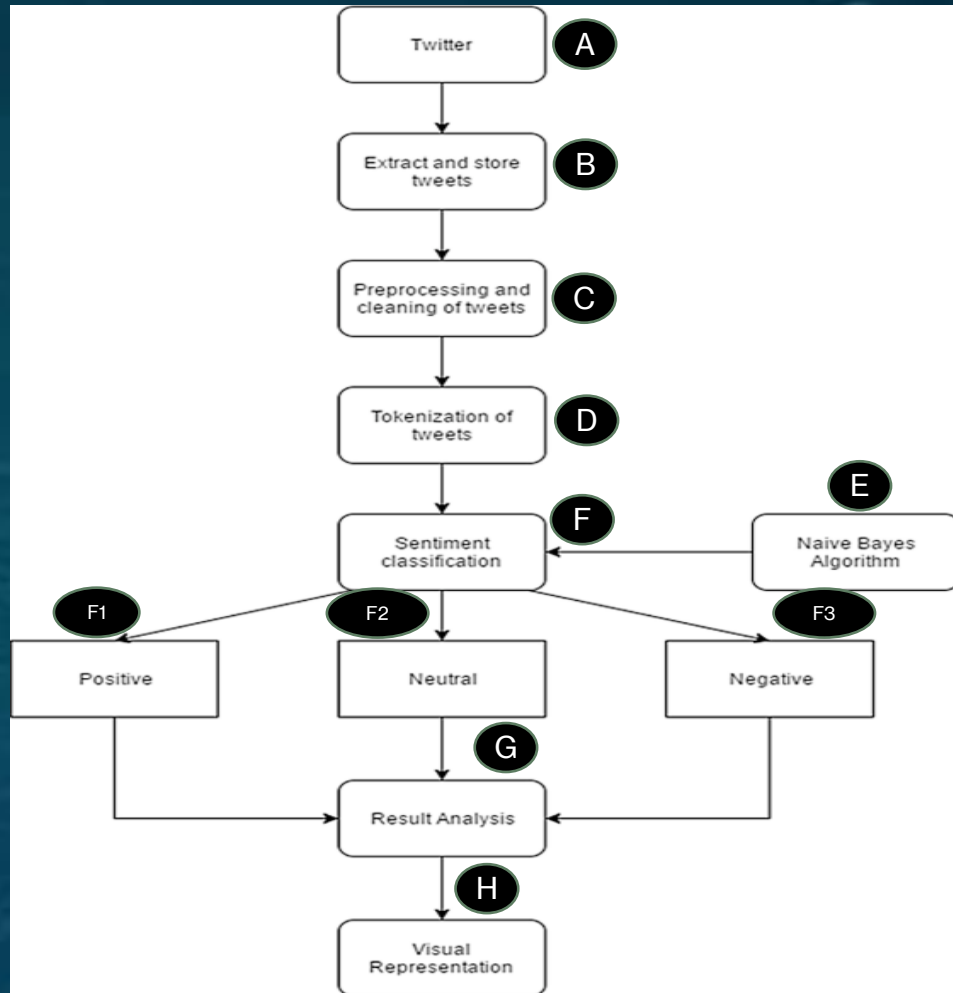 Twitter
A
Extract and store
tweets
B
Preprocessing and
cleaning of tweets
C
Tokenization of
tweets
D
E
F
Sentiment
classification
Naive Bayes
Algorithm
F1
F2
F3
Positive
Neutral
Negative
G
Result Analysis
H
Visual
Representation